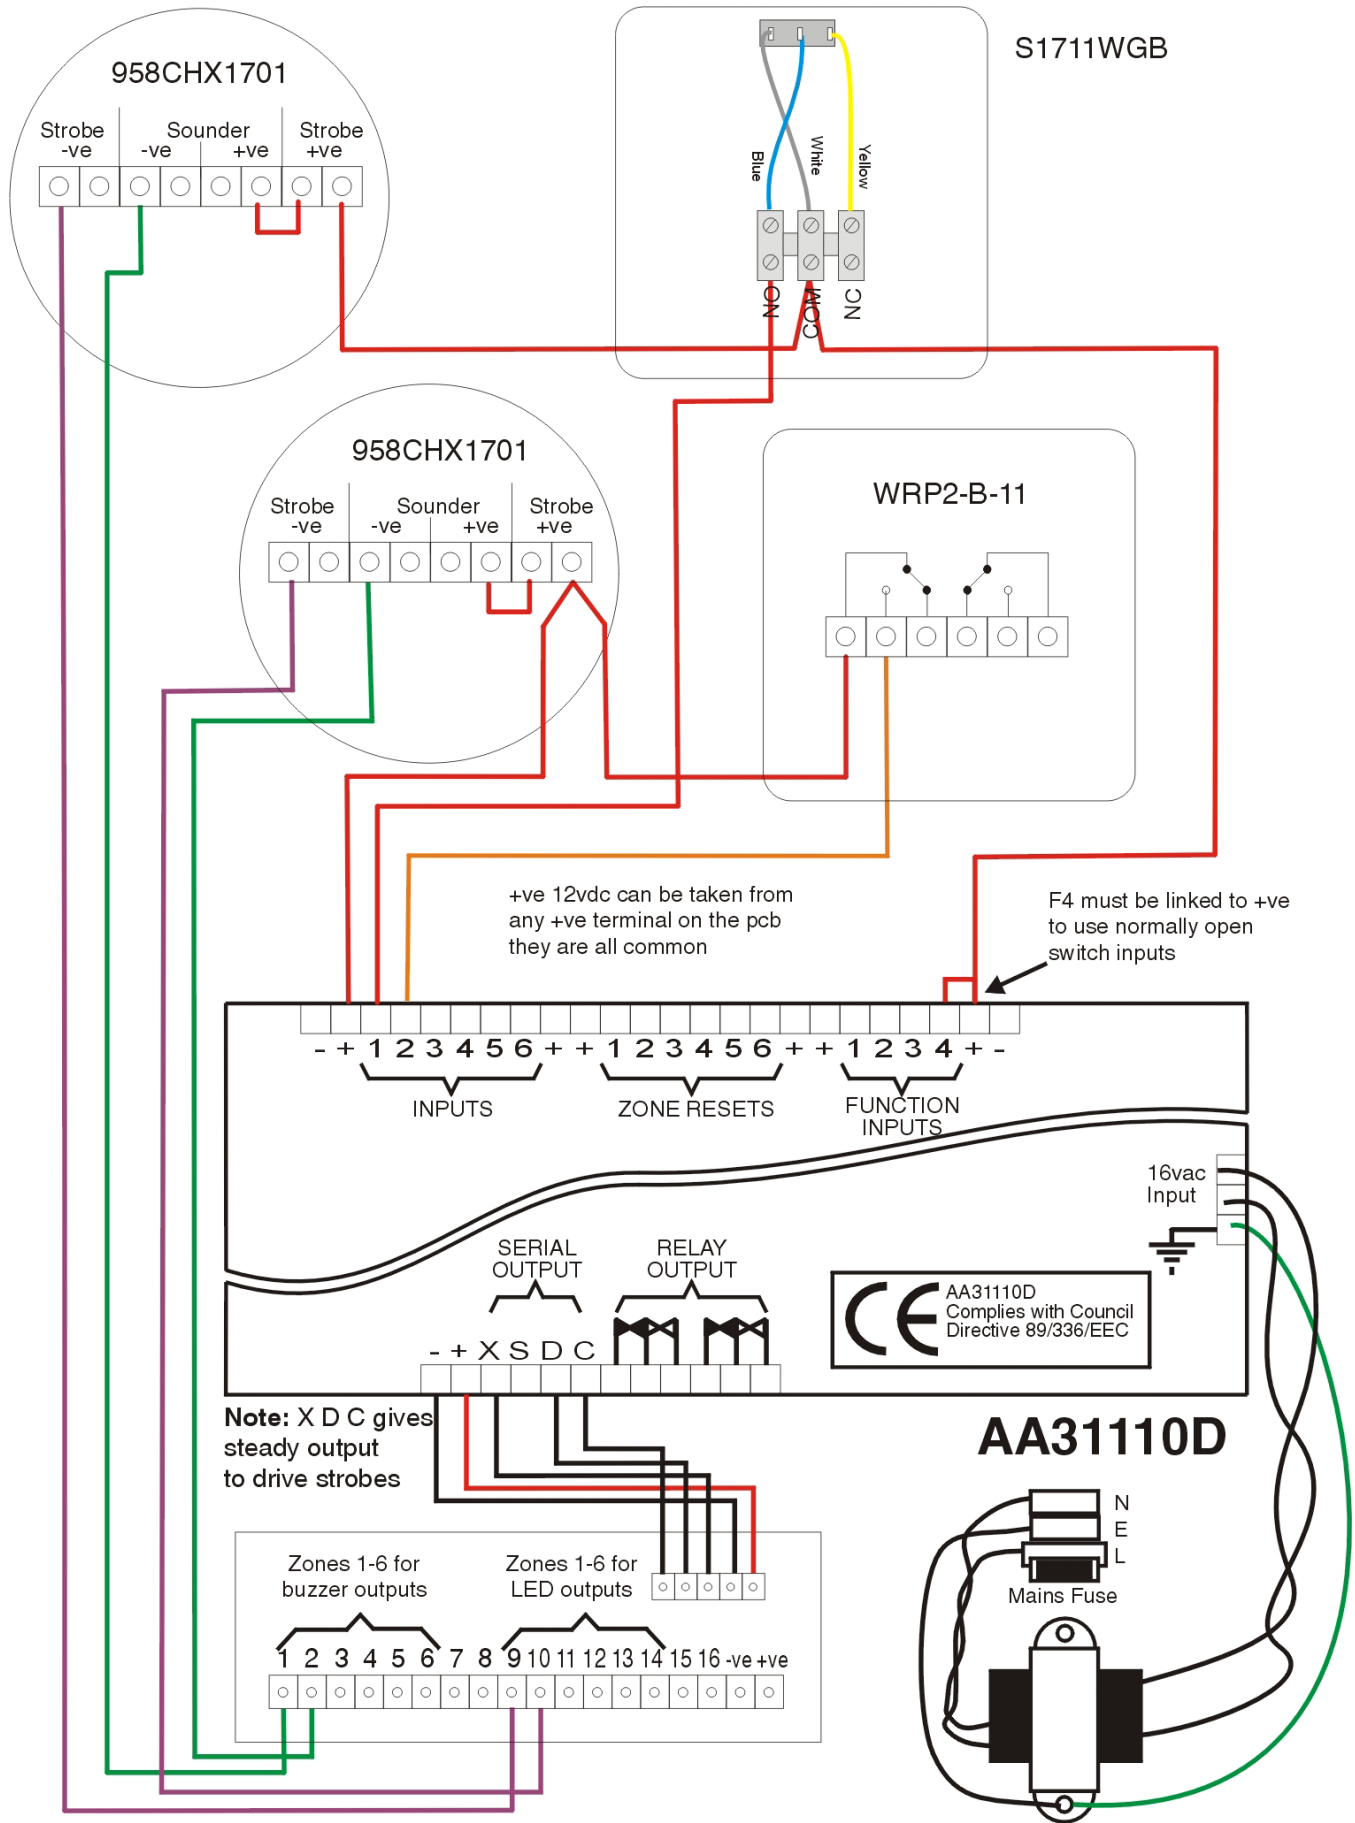 958CHX1701
Strobe Sounder Strobe
-ve -ve +ve +ve
S1711WGB
Blue
White
Yellow
NO
COM
NC
958CHX1701
Strobe Sounder Strobe
-ve -ve +ve +ve
WRP2-B-11
+ve 12vdc can be taken from
any +ve terminal on the pcb
they are all common
F4 must be linked to +ve
to use normally open
switch inputs
- + 1 2 3 4 5 6 + + 1 2 3 4 5 6 + + 1 2 3 4 + -
INPUTS
ZONE RESETS
FUNCTION
INPUTS
16vac
Input
SERIAL
OUTPUT
RELAY
OUTPUT
- + X S D C
CE
AA31110D
Complies with Council
Directive 89/336/EEC
Note: X D C gives
steady output
to drive strobes
AA31110D
N
E
L
Mains Fuse
Zones 1-6 for
buzzer outputs
Zones 1-6 for
LED outputs
1 2 3 4 5 6 7 8 9 10 11 12 13 14 15 16 -ve +ve